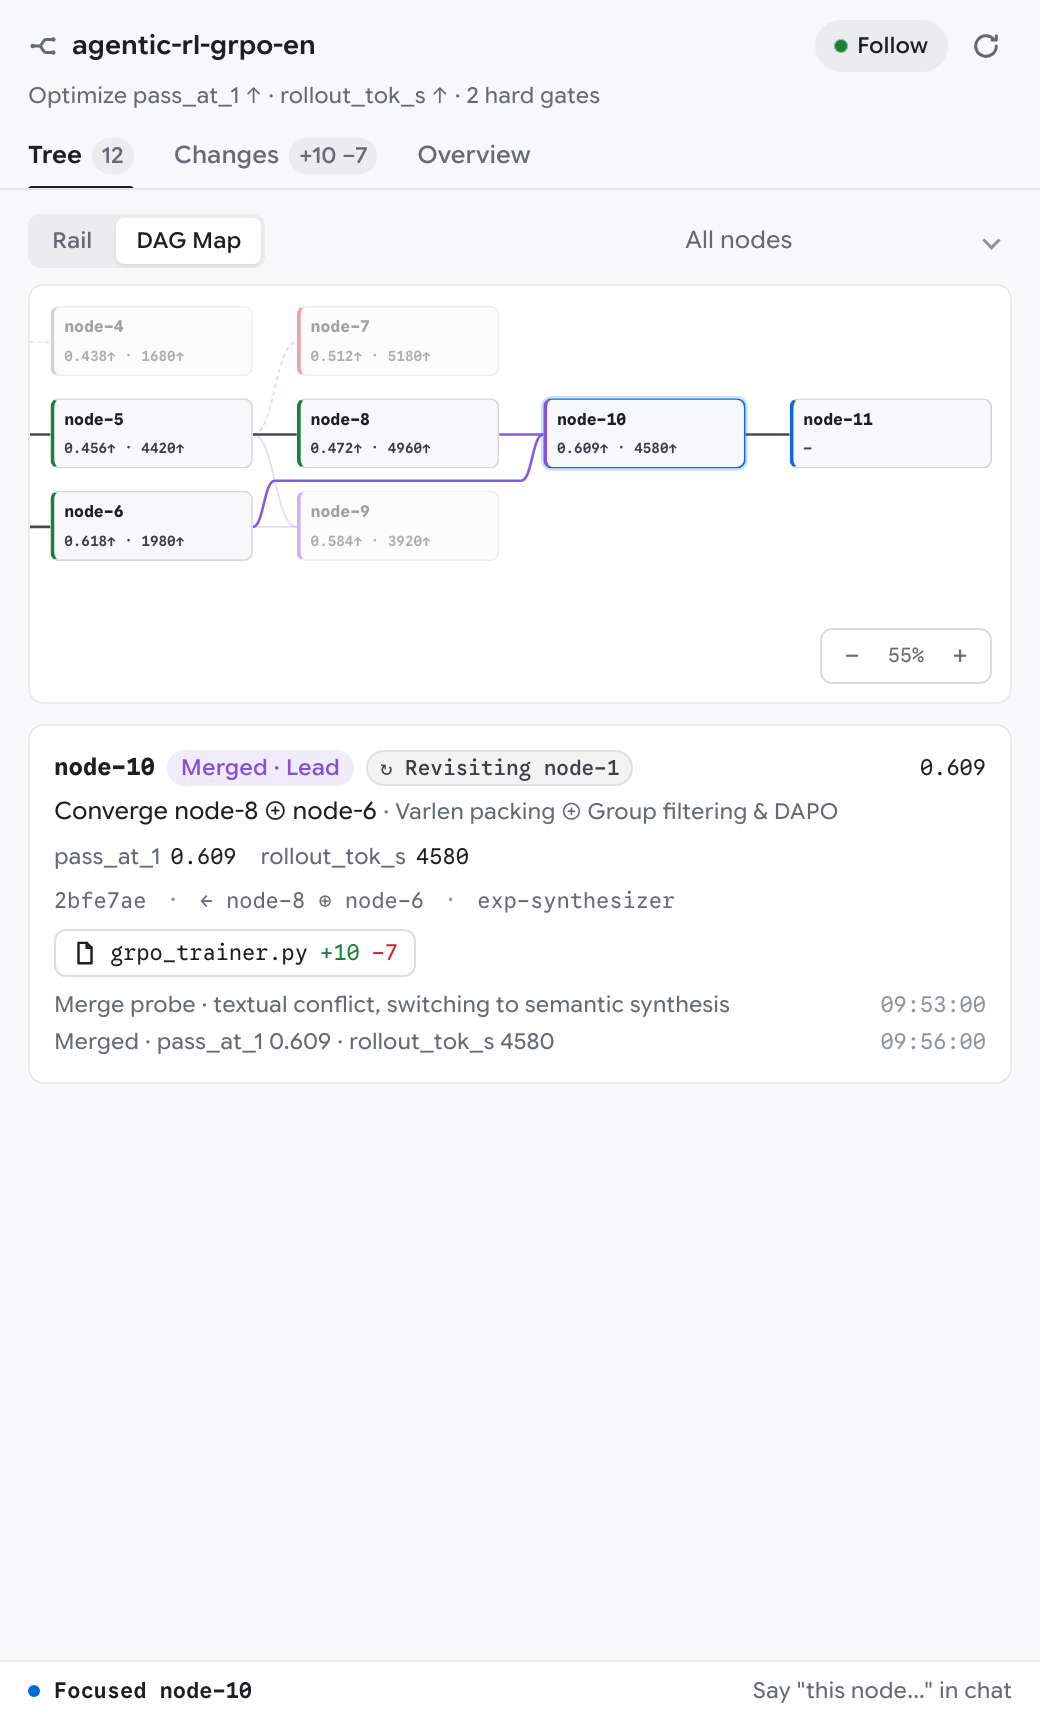 agentic-rl-grpo-en
Follow
Optimize pass_at_1 ↑ · rollout_tok_s ↑ · 2 hard gates
Tree 12 Changes +10 −7 Overview
Rail DAG Map All nodes
node-4
0.438↑ · 1680↑
node-7
0.512↑ · 5180↑
node-5
0.456↑ · 4420↑
node-8
0.472↑ · 4960↑
node-10
0.609↑ · 4580↑
node-11
–
node-6
0.618↑ · 1980↑
node-9
0.584↑ · 3920↑
− 55% +
node-10 Merged · Lead ↻ Revisiting node-1 0.609
Converge node-8 ⊕ node-6 · Varlen packing ⊕ Group filtering & DAPO
pass_at_1 0.609 rollout_tok_s 4580
2bfe7ae · ← node-8 ⊕ node-6 · exp-synthesizer
grpo_trainer.py +10 −7
Merge probe · textual conflict, switching to semantic synthesis 09:53:00
Merged · pass_at_1 0.609 · rollout_tok_s 4580 09:56:00
Focused node-10 Say "this node..." in chat